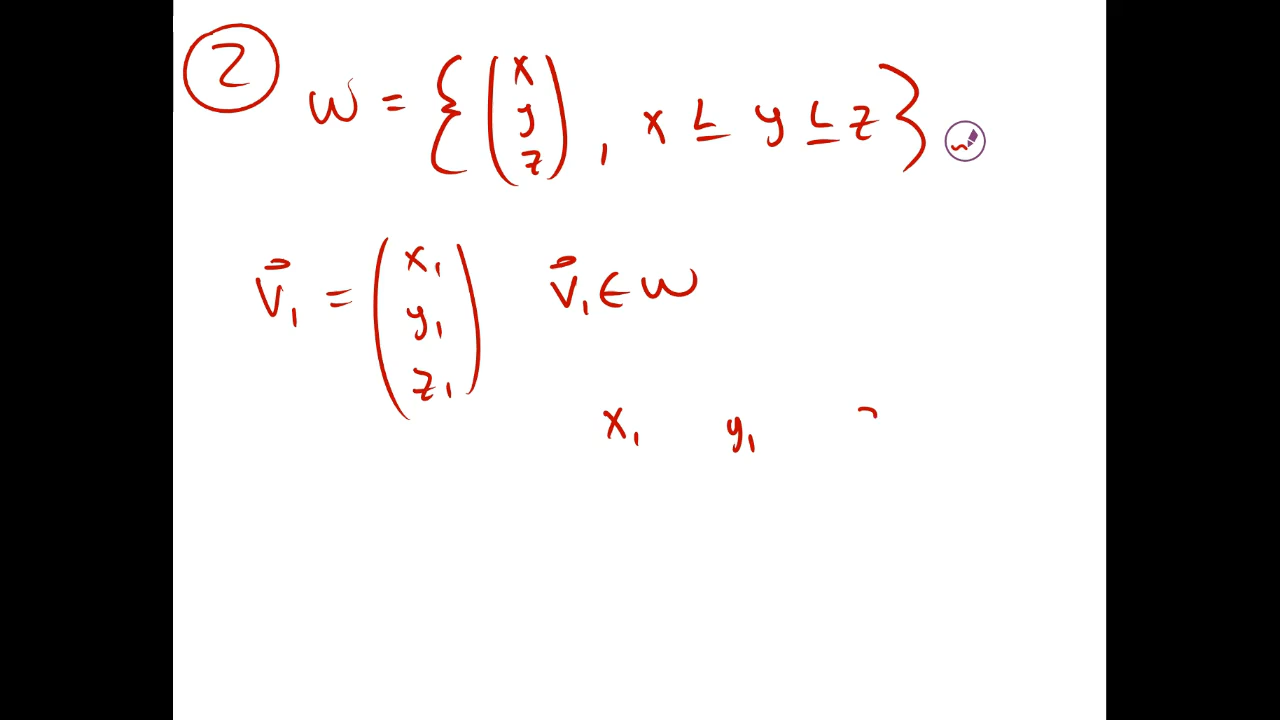 ② W = { ( x y z ) , x ≤ y ≤ z }
v⃗₁ = ( x₁ y₁ z₁ ) v⃗₁ ∈ W
x₁ y₁